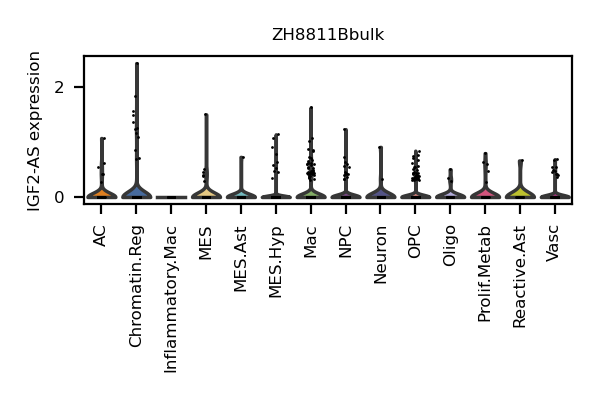 ZH8811Bbulk
IGF2-AS expression
2
0
AC
Chromatin.Reg
Inflammatory.Mac
MES
MES.Ast
MES.Hyp
Mac
NPC
Neuron
OPC
Oligo
Prolif.Metab
Reactive.Ast
Vasc